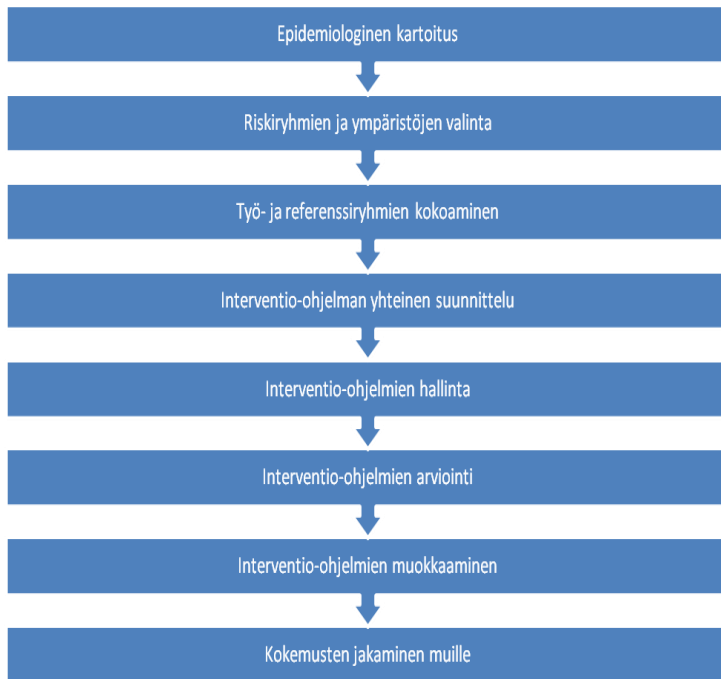 Epidemiologinen kartoitus
Riskiryhmien ja ympäristöjen valinta
Työ- ja referenssiryhmien kokoaminen
Interventio-ohjelman yhteinen suunnittelu
Interventio-ohjelmien hallinta
Interventio-ohjelmien arviointi
Interventio-ohjelmien muokkaaminen
Kokemusten jakaminen muille